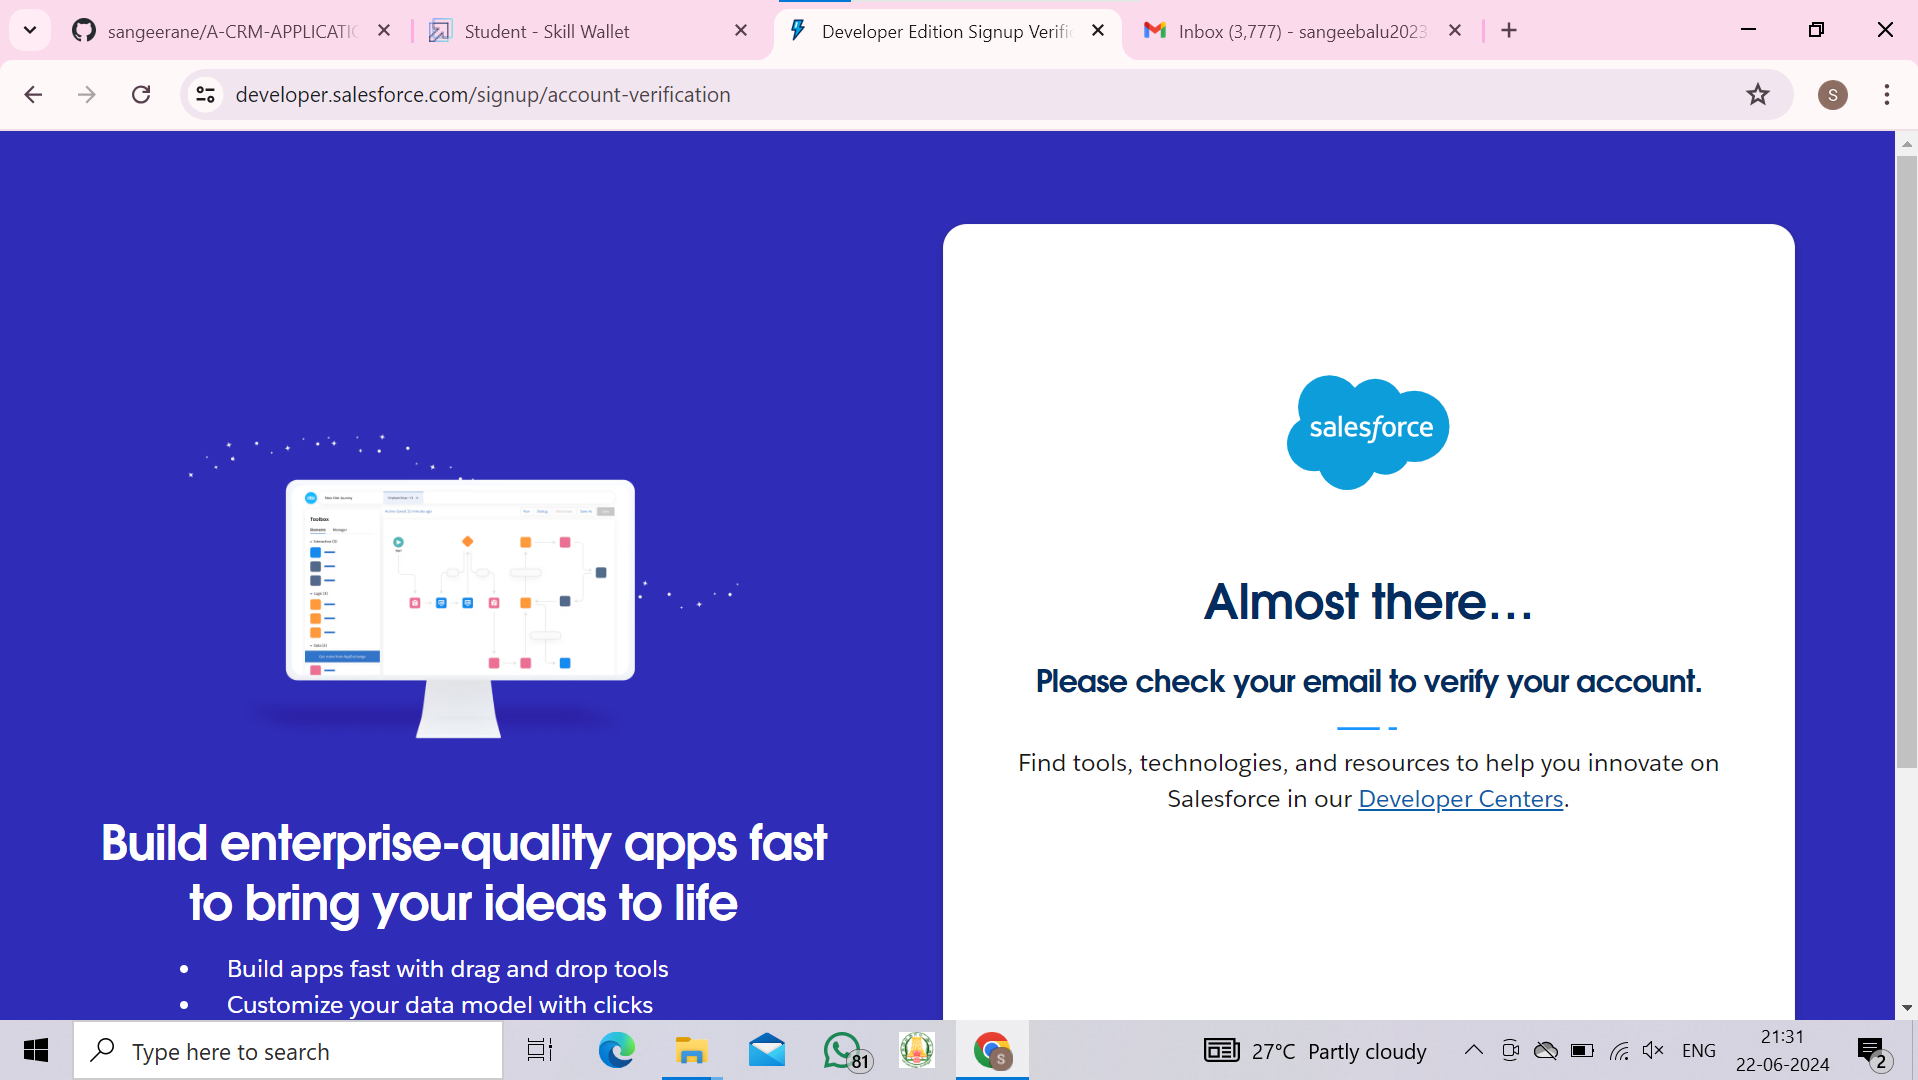 sangeerane/A-CRM-APPLICATIO
Student - Skill Wallet
Developer Edition Signup Verifi
Inbox (3,777) - sangeebalu2023
developer.salesforce.com/signup/account-verification
S
Toolbox
salesforce
Almost there...
Please check your email to verify your account.
Find tools, technologies, and resources to help you innovate on
Salesforce in our Developer Centers.
Build enterprise-quality apps fast
to bring your ideas to life
• Build apps fast with drag and drop tools
• Customize your data model with clicks
Type here to search
81
S
27°C Partly cloudy
ENG
21:31
22-06-2024
2